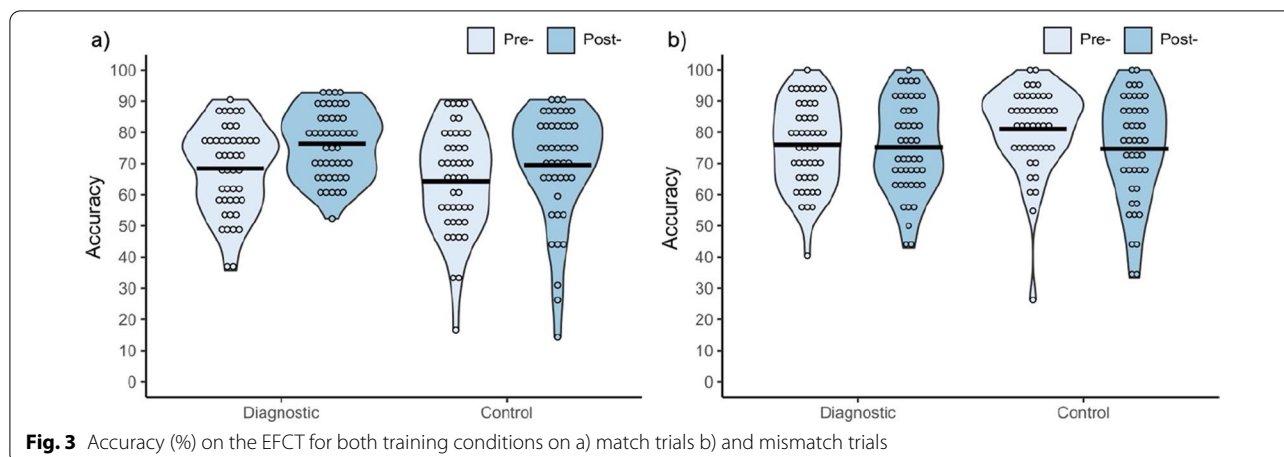 a)
Pre- Post-
Accuracy
100
90
80
70
60
50
40
30
20
10
0
Diagnostic Control
b)
Pre- Post-
Accuracy
100
90
80
70
60
50
40
30
20
10
0
Diagnostic Control
Fig. 3 Accuracy (%) on the EFCT for both training conditions on a) match trials b) and mismatch trials